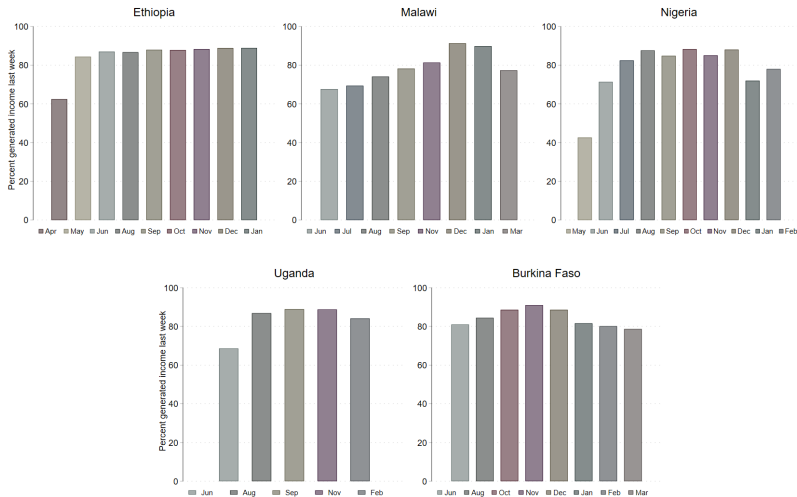 Ethiopia
Malawi
Nigeria
Percent generated income last week
100
80
60
40
20
0
Apr May Jun Aug Sep Oct Nov Dec Jan
100
80
60
40
20
0
Jun Jul Aug Sep Nov Dec Jan Mar
100
80
60
40
20
0
May Jun Jul Aug Sep Oct Nov Dec Jan Feb
Uganda
Burkina Faso
Percent generated income last week
100
80
60
40
20
0
Jun Aug Sep Nov Feb
100
80
60
40
20
0
Jun Aug Oct Nov Dec Jan Feb Mar